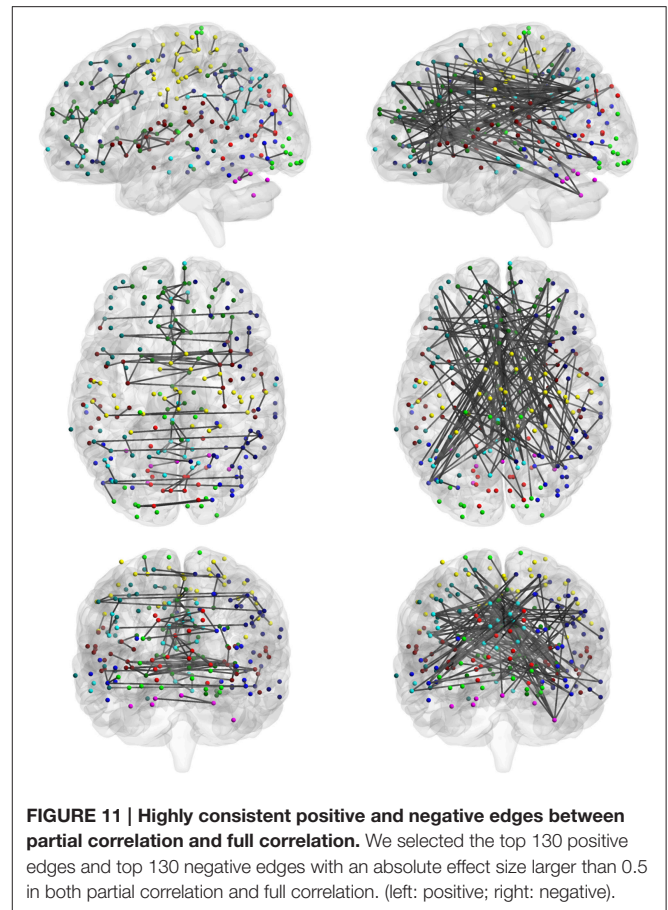 FIGURE 11 | Highly consistent positive and negative edges between
partial correlation and full correlation. We selected the top 130 positive
edges and top 130 negative edges with an absolute effect size larger than 0.5
in both partial correlation and full correlation. (left: positive; right: negative).